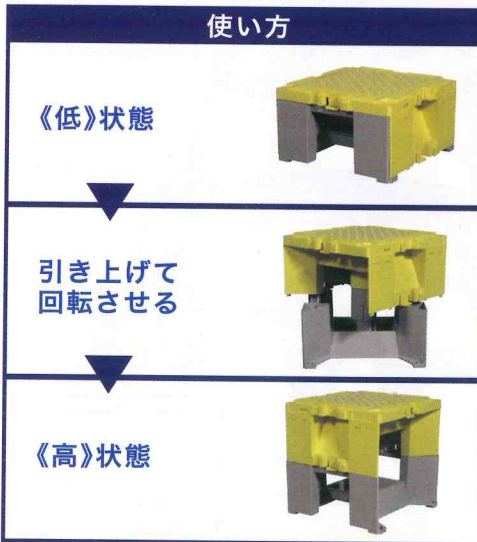 使い方
《低》状態
引き上げて
回転させる
《高》状態